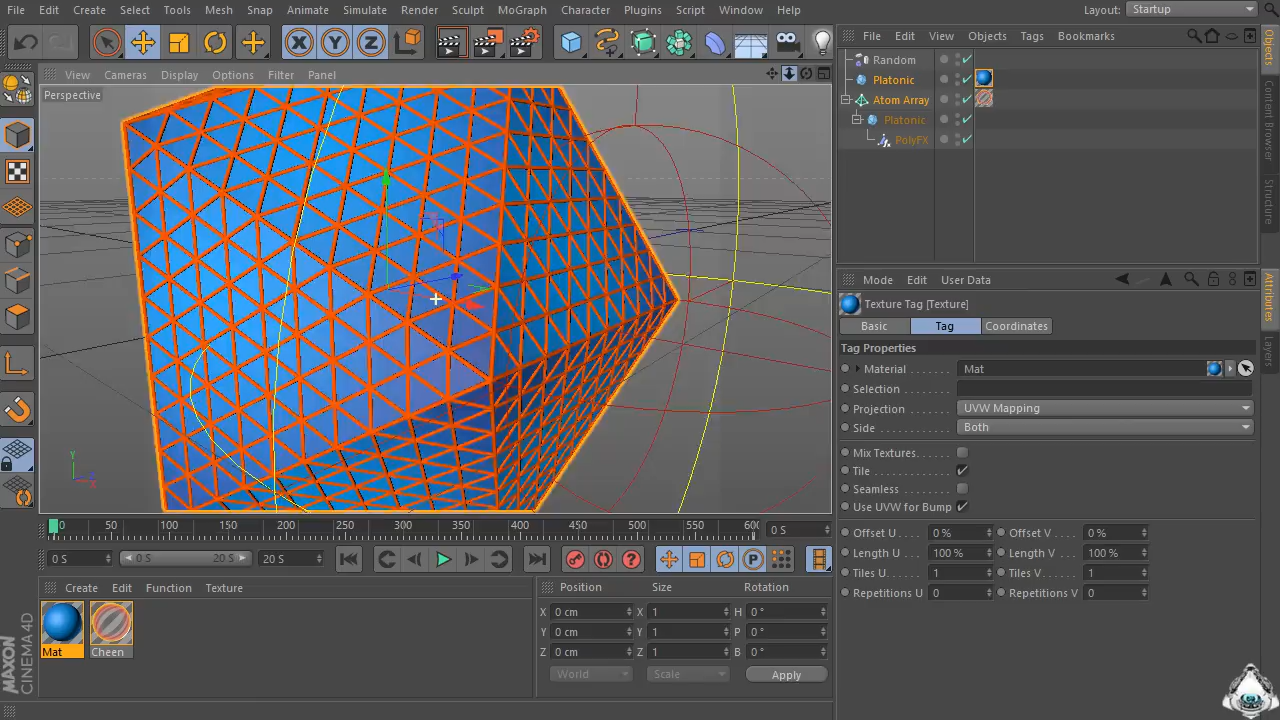 File Edit Create Select Tools Mesh Snap Animate Simulate Render Sculpt MoGraph Character Plugins Script Window Help
Layout: Startup
File Edit View Objects Tags Bookmarks
View Cameras Display Options Filter Panel
Perspective
Random
Platonic
Atom Array
Platonic
PolyFX
Objects
Content Browser
Structure
Mode Edit User Data
Texture Tag [Texture]
Basic Tag Coordinates
Tag Properties
Material Mat
Selection
Projection UVW Mapping
Side Both
Mix Textures
Tile
Seamless
Use UVW for Bump
Offset U 0 % Offset V 0 %
Length U 100 % Length V 100 %
Tiles U 1 Tiles V 1
Repetitions U 0 Repetitions V 0
Attributes
Layers
Y
Z
X
0 50 100 150 200 250 300 350 400 450 500 550 600 0 S
0 S 0 S 20 S 20 S
Create Edit Function Texture
Mat Cheen
Position Size Rotation
X 0 cm X 1 H 0 °
Y 0 cm Y 1 P 0 °
Z 0 cm Z 1 B 0 °
World Scale Apply
MAXON
CINEMA 4D